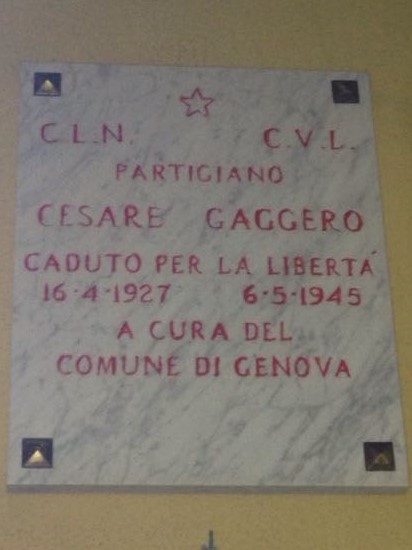 C.L.N. C.V.L.
PARTIGIANO
CESARE GAGGERO
CADUTO PER LA LIBERTÀ
16-4-1927 6-5-1945
A CURA DEL
COMUNE DI GENOVA